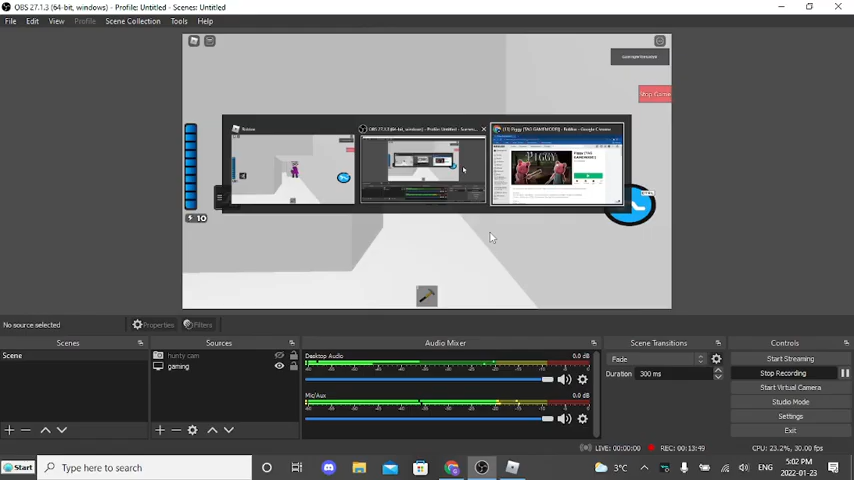 OBS 27.1.3 (64-bit, windows) - Profile: Untitled - Scenes: Untitled
File Edit View Profile Scene Collection Tools Help
Stop Game
Roblox
OBS 27.1.3 (64-bit, windows) - Profile: Untitled - Scenes...
PIGGY
10
No source selected
Properties
Filters
Scenes
Sources
Audio Mixer
Scene Transitions
Controls
Scene
hunty cam
gaming
Desktop Audio
0.0 dB
Mic/Aux
0.0 dB
Fade
Duration
300 ms
Start Streaming
Stop Recording
Start Virtual Camera
Studio Mode
Settings
Exit
LIVE: 00:00:00
REC: 00:13:49
CPU: 23.2%, 30.00 fps
Start
Type here to search
3°C
ENG
5:02 PM
2022-01-23